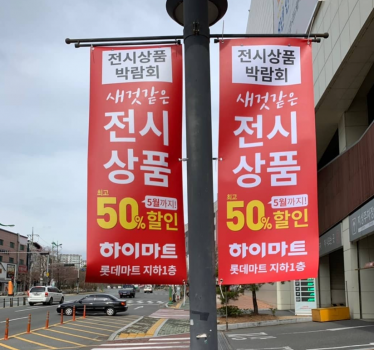 전시상품
박람회
새것같은
전시
상품
최고
5월까지!
50%할인
하이마트
롯데마트 지하1층
전시상품
박람회
새것같은
전시
상품
최고
5월까지!
50%할인
하이마트
롯데마트 지하1층